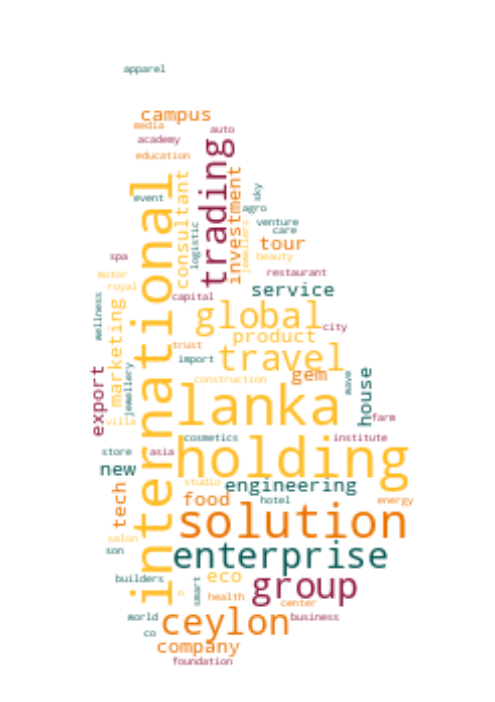 apparel
campus
media
auto
academy
trading
education
international
consultant
investment
sky
event
agro
venture
logistic
care
jewellers
tour
beauty
spa
restaurant
motor
royal
service
capital
wellness
marketing
global
city
product
trust
import
travel
export
jewellery
construction
gem
wave
house
lanka
villa
farm
cosmetics
institute
store
asia
holding
new
studio
engineering
tech
food
hotel
energy
solution
salon
son
enterprise
builders
eco
smart
group
health
center
world
ceylon
business
co
company
foundation